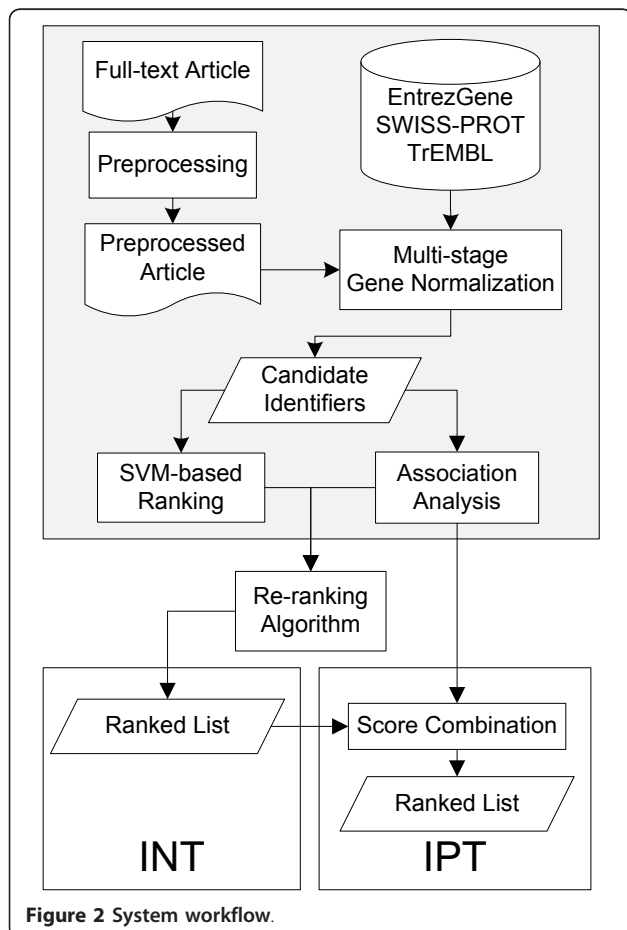 Full-text Article
EntrezGene
SWISS-PROT
TrEMBL
Preprocessing
Preprocessed
Article
Multi-stage
Gene Normalization
Candidate
Identifiers
SVM-based
Ranking
Association
Analysis
Re-ranking
Algorithm
Ranked List
Score Combination
Ranked List
INT
IPT
Figure 2 System workflow.